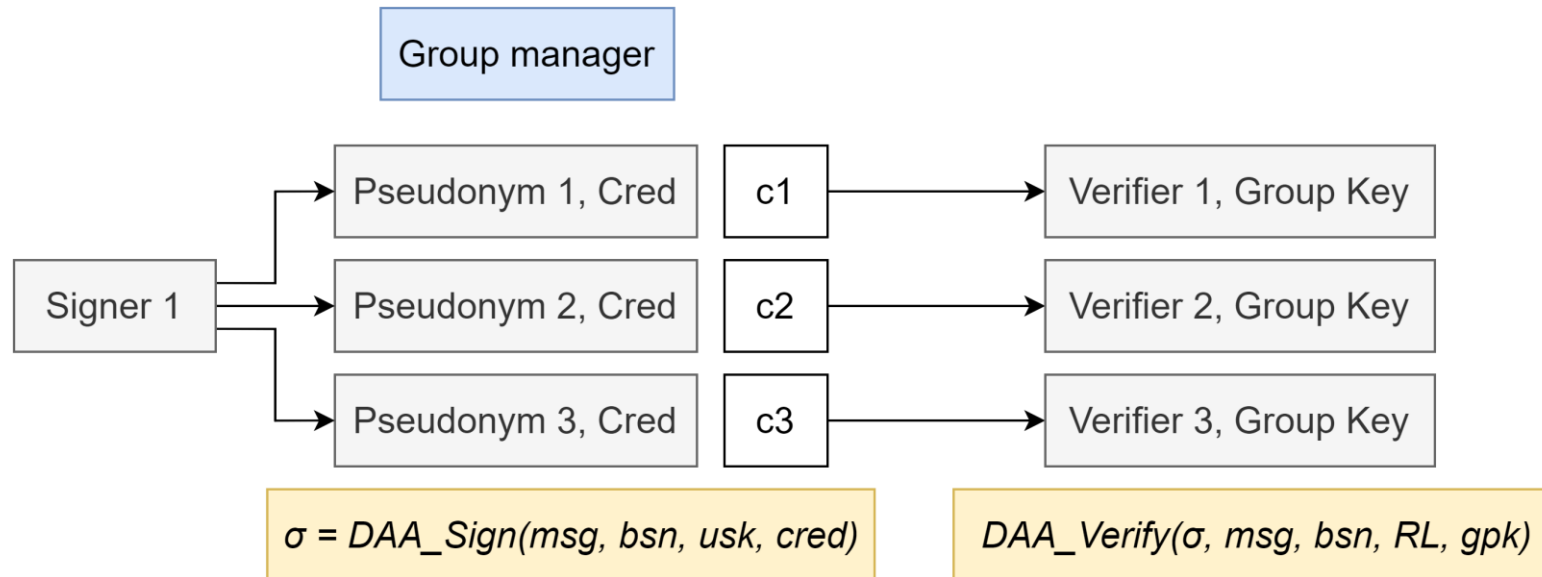 Group manager
Signer 1
Pseudonym 1, Cred
c1
Verifier 1, Group Key
Pseudonym 2, Cred
c2
Verifier 2, Group Key
Pseudonym 3, Cred
c3
Verifier 3, Group Key
σ = DAA_Sign(msg, bsn, usk, cred)
DAA_Verify(σ, msg, bsn, RL, gpk)